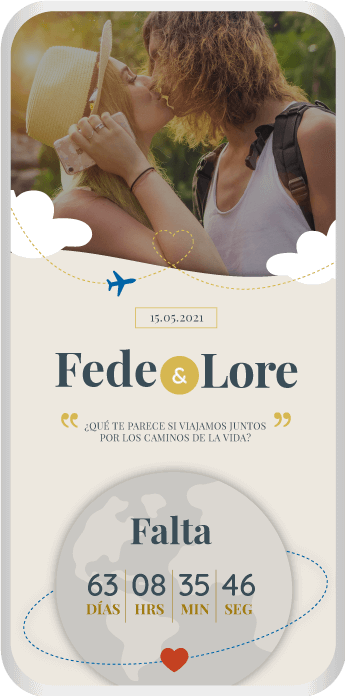 15.05.2021
Fede & Lore
“ ¿QUÉ TE PARECE SI VIAJAMOS JUNTOS ”
POR LOS CAMINOS DE LA VIDA?
Falta
63 08 35 46
DÍAS HRS MIN SEG